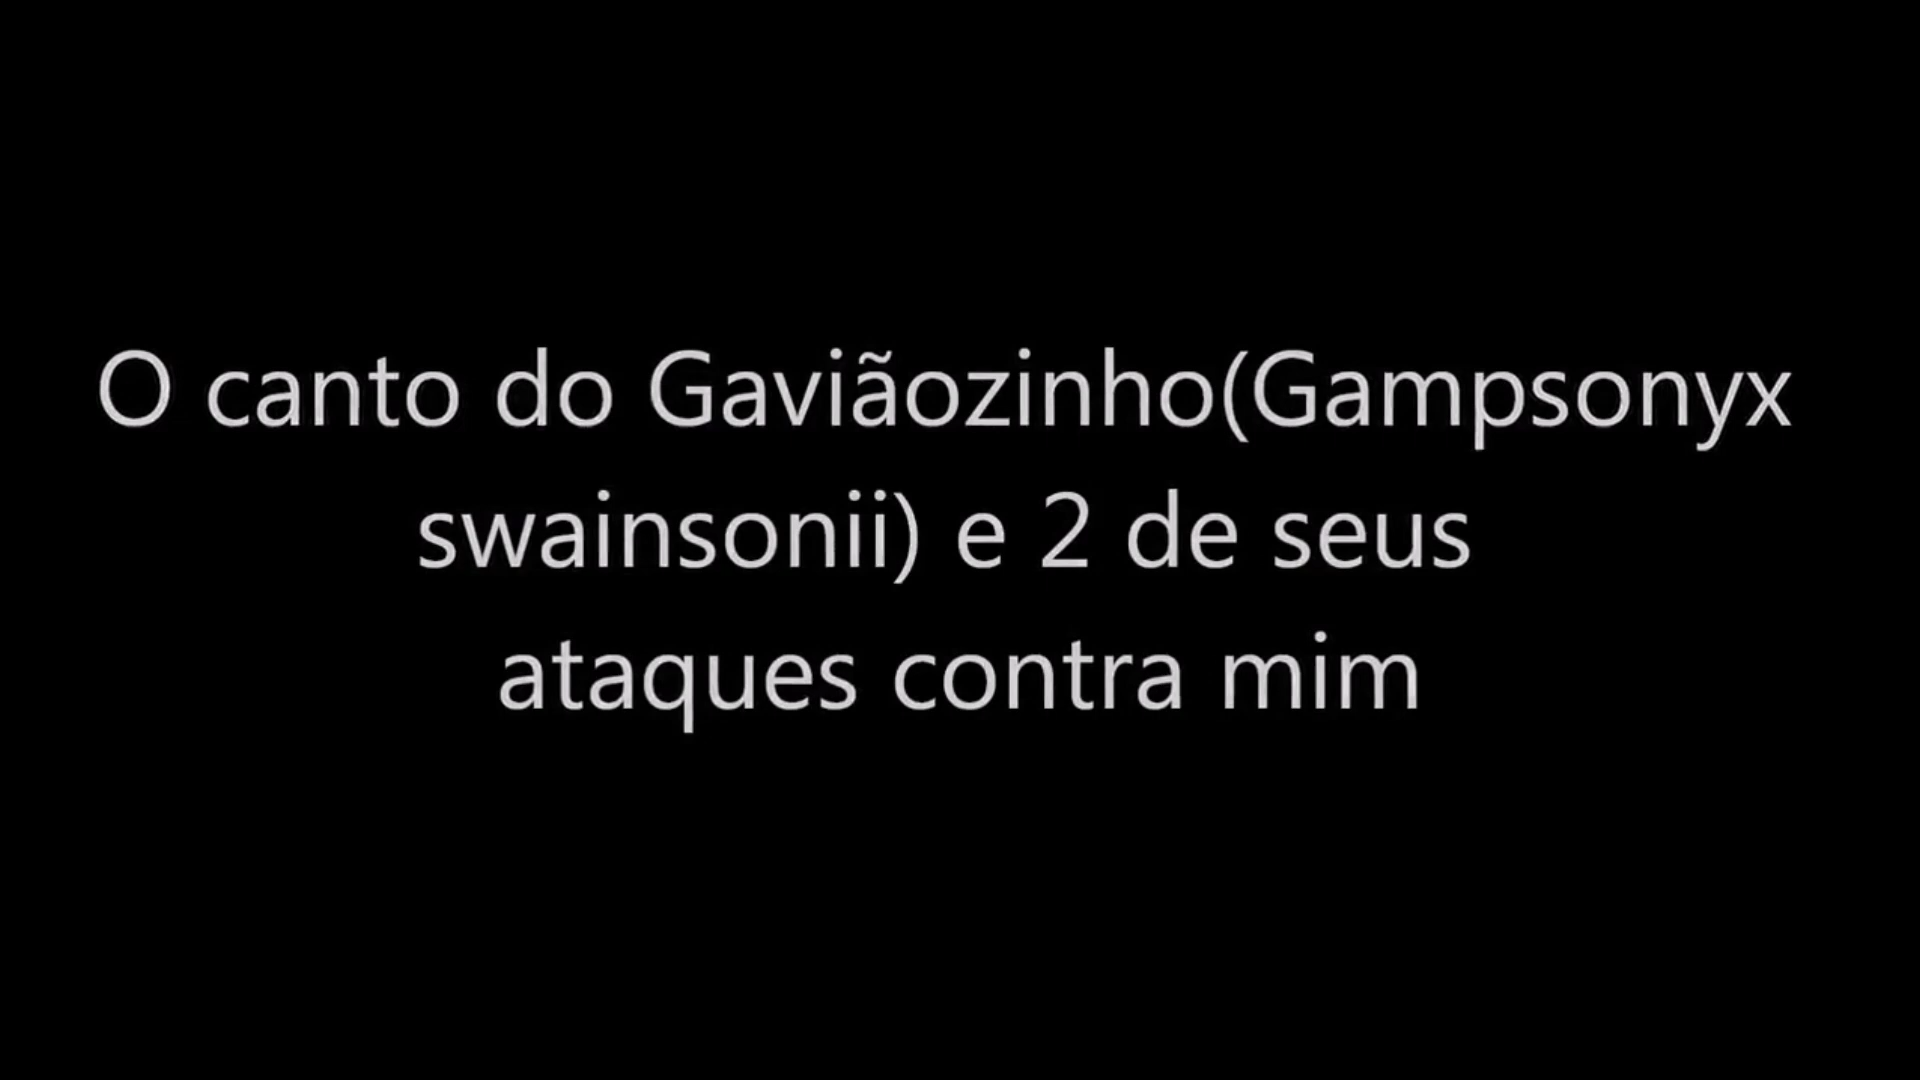 O canto do Gaviãozinho(Gampsonyx
swainsonii) e 2 de seus
ataques contra mim